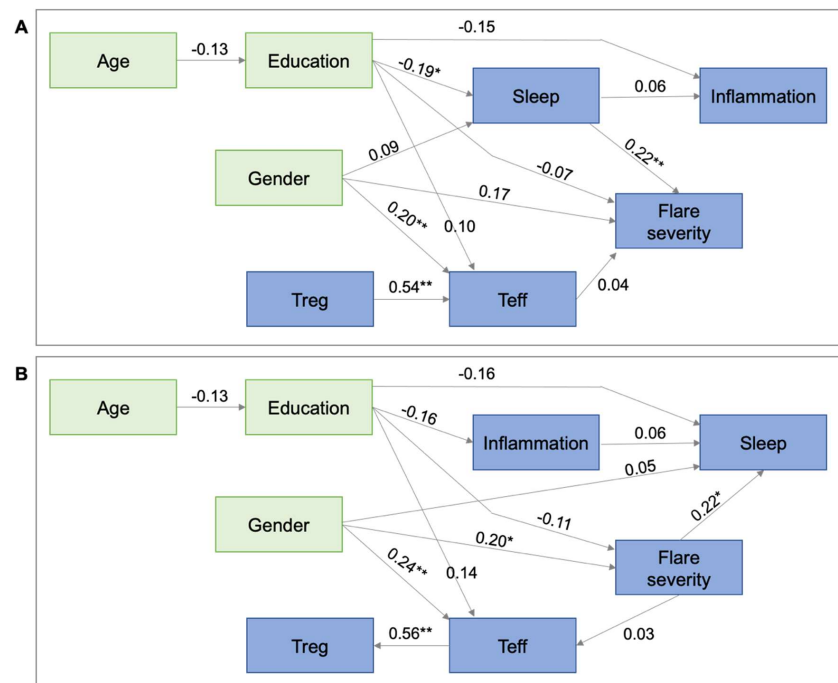 A
-0.15
Age
-0.13
Education
-0.19*
Sleep
0.06
Inflammation
0.09
0.22**
-0.07
Gender
0.17
Flare
severity
0.20**
0.10
Treg
0.54**
Teff
0.04
B
-0.16
Age
-0.13
Education
-0.16
Inflammation
0.06
Sleep
0.05
0.22*
Gender
-0.11
0.20*
Flare
severity
0.24**
0.14
Treg
0.56**
Teff
0.03